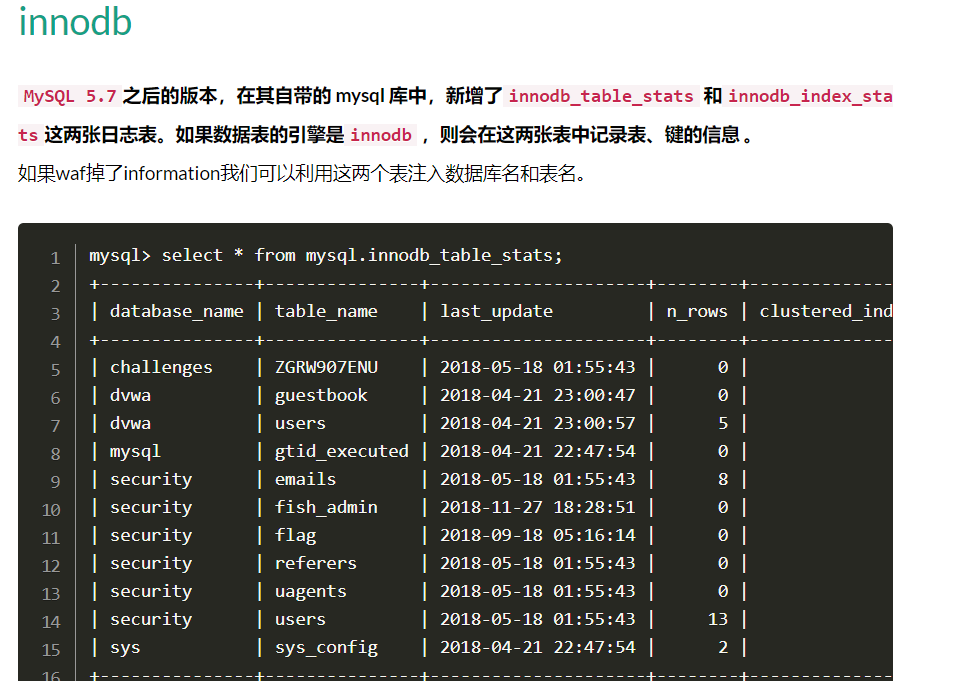 innodb
MySQL 5.7 之后的版本，在其自带的 mysql 库中，新增了 innodb_table_stats 和 innodb_index_sta
ts 这两张日志表。如果数据表的引擎是 innodb ，则会在这两张表中记录表、键的信息 。
如果waf掉了information我们可以利用这两个表注入数据库名和表名。
1 mysql> select * from mysql.innodb_table_stats;
2 +---------------+---------------+---------------------+--------+--------------
3 | database_name | table_name    | last_update         | n_rows | clustered_ind
4 +---------------+---------------+---------------------+--------+--------------
5 | challenges    | ZGRW907ENU    | 2018-05-18 01:55:43 |      0 |
6 | dvwa          | guestbook     | 2018-04-21 23:00:47 |      0 |
7 | dvwa          | users         | 2018-04-21 23:00:57 |      5 |
8 | mysql         | gtid_executed | 2018-04-21 22:47:54 |      0 |
9 | security      | emails        | 2018-05-18 01:55:43 |      8 |
10 | security      | fish_admin    | 2018-11-27 18:28:51 |      0 |
11 | security      | flag          | 2018-09-18 05:16:14 |      0 |
12 | security      | referers      | 2018-05-18 01:55:43 |      0 |
13 | security      | uagents       | 2018-05-18 01:55:43 |      0 |
14 | security      | users         | 2018-05-18 01:55:43 |     13 |
15 | sys           | sys_config    | 2018-04-21 22:47:54 |      2 |
16 +---------------+---------------+---------------------+--------+--------------